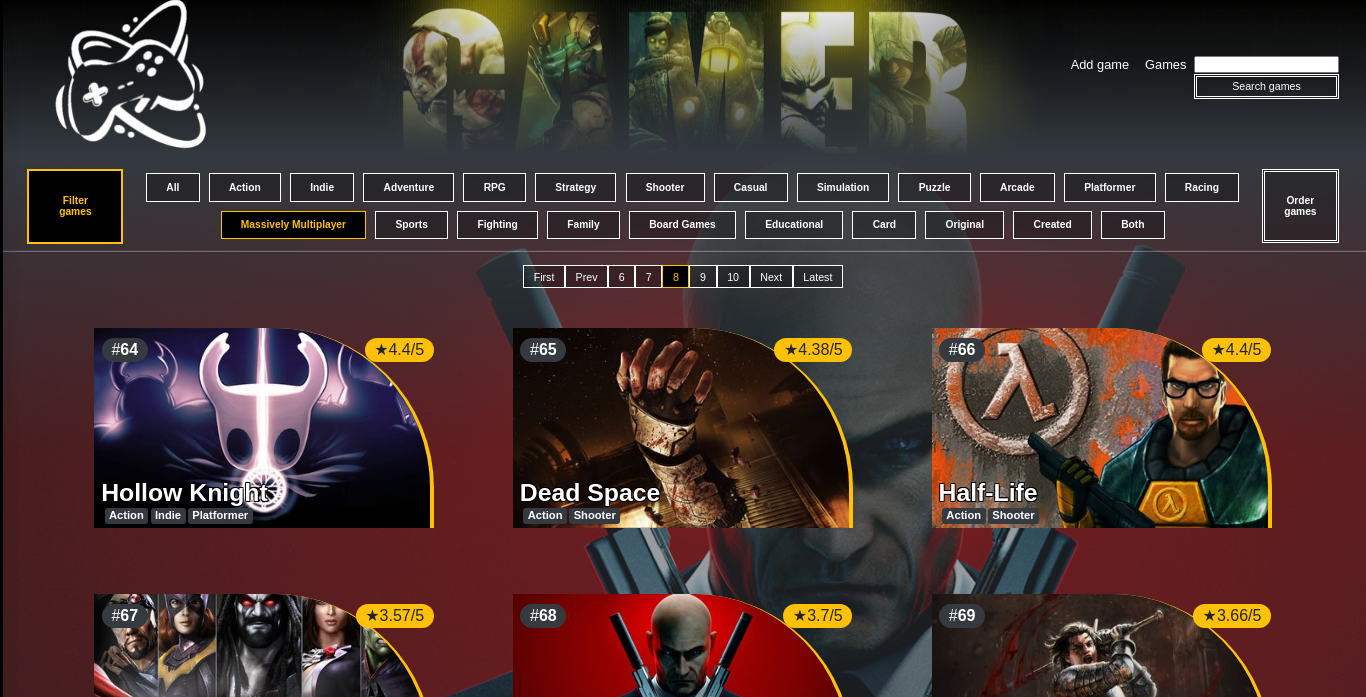 GAMER
Add game Games
Search games
Filter games
All Action Indie Adventure RPG Strategy Shooter Casual Simulation Puzzle Arcade Platformer Racing
Massively Multiplayer Sports Fighting Family Board Games Educational Card Original Created Both
Order games
First Prev 6 7 8 9 10 Next Latest
#64 ★4.4/5
Hollow Knight
Action Indie Platformer
#65 ★4.38/5
Dead Space
Action Shooter
#66 ★4.4/5
Half-Life
Action Shooter
#67 ★3.57/5
#68 ★3.7/5
#69 ★3.66/5